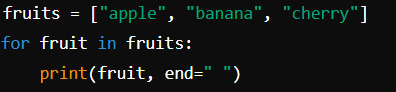 fruits = ["apple", "banana", "cherry"]
for fruit in fruits:
    print(fruit, end=" ")